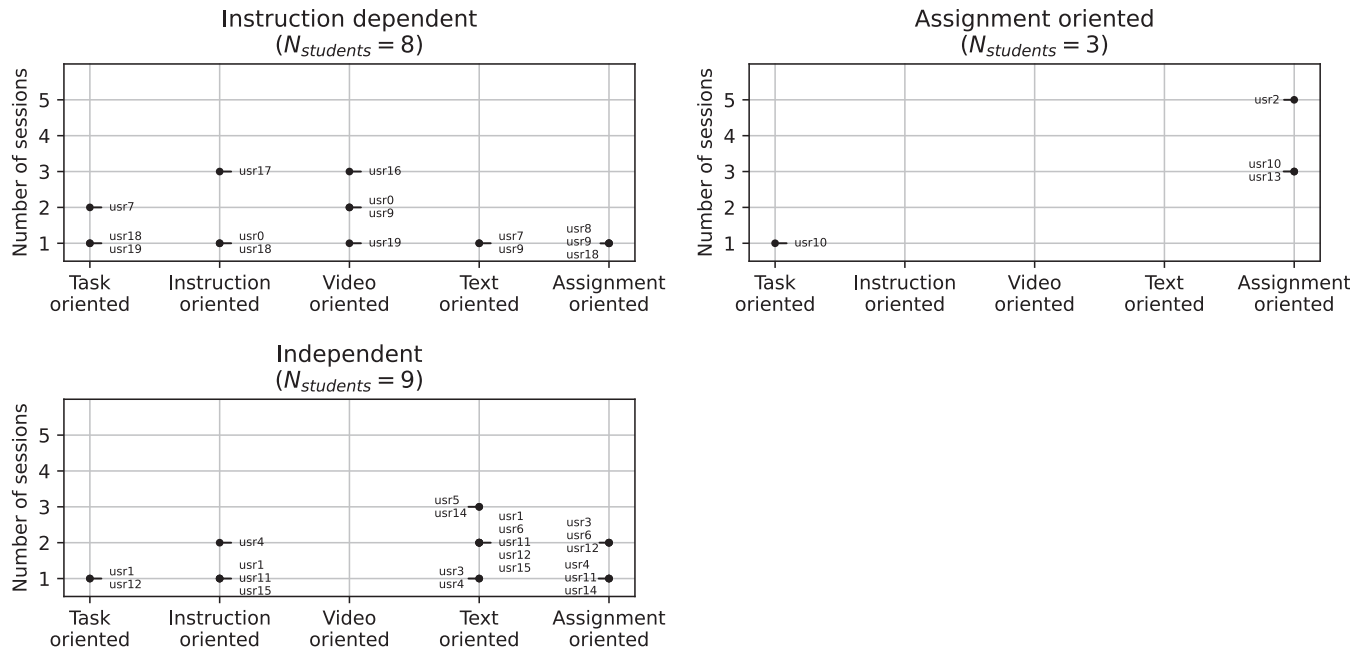 Instruction dependent
(N_students = 8)
Number of sessions
5
4
3
2
1
usr7
usr18
usr19
usr17
usr0
usr18
usr16
usr0
usr9
usr19
usr7
usr9
usr8
usr9
usr18
Task
oriented
Instruction
oriented
Video
oriented
Text
oriented
Assignment
oriented
Assignment oriented
(N_students = 3)
Number of sessions
5
4
3
2
1
usr10
usr2
usr10
usr13
Task
oriented
Instruction
oriented
Video
oriented
Text
oriented
Assignment
oriented
Independent
(N_students = 9)
Number of sessions
5
4
3
2
1
usr1
usr12
usr4
usr1
usr11
usr15
usr5
usr14
usr1
usr6
usr11
usr12
usr15
usr3
usr4
usr3
usr6
usr12
usr4
usr11
usr14
Task
oriented
Instruction
oriented
Video
oriented
Text
oriented
Assignment
oriented